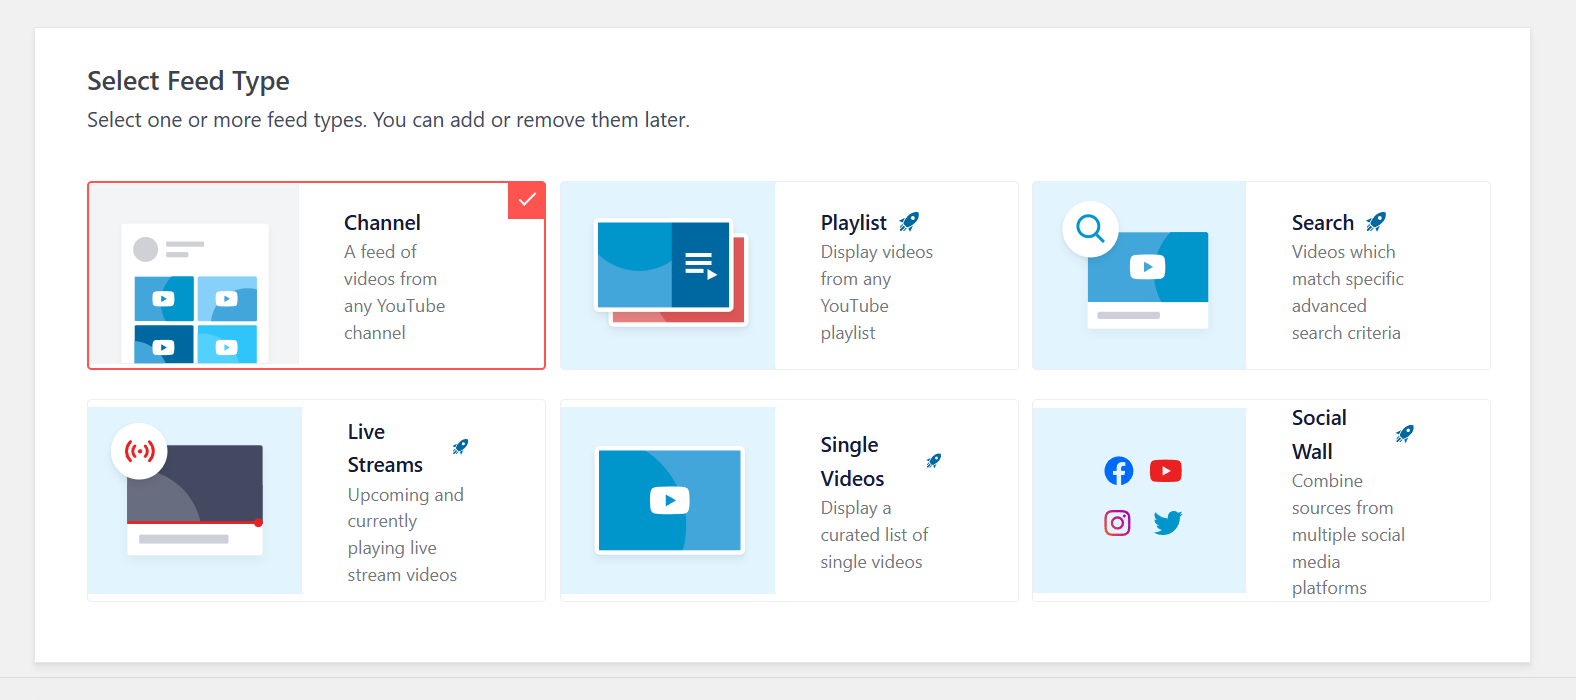 Select Feed Type
Select one or more feed types. You can add or remove them later.
Channel
A feed of
videos from
any YouTube
channel
Playlist
Display videos
from any
YouTube
playlist
Search
Videos which
match specific
advanced
search criteria
Live
Streams
Upcoming and
currently
playing live
stream videos
Single
Videos
Display a
curated list of
single videos
Social
Wall
Combine
sources from
multiple social
media
platforms